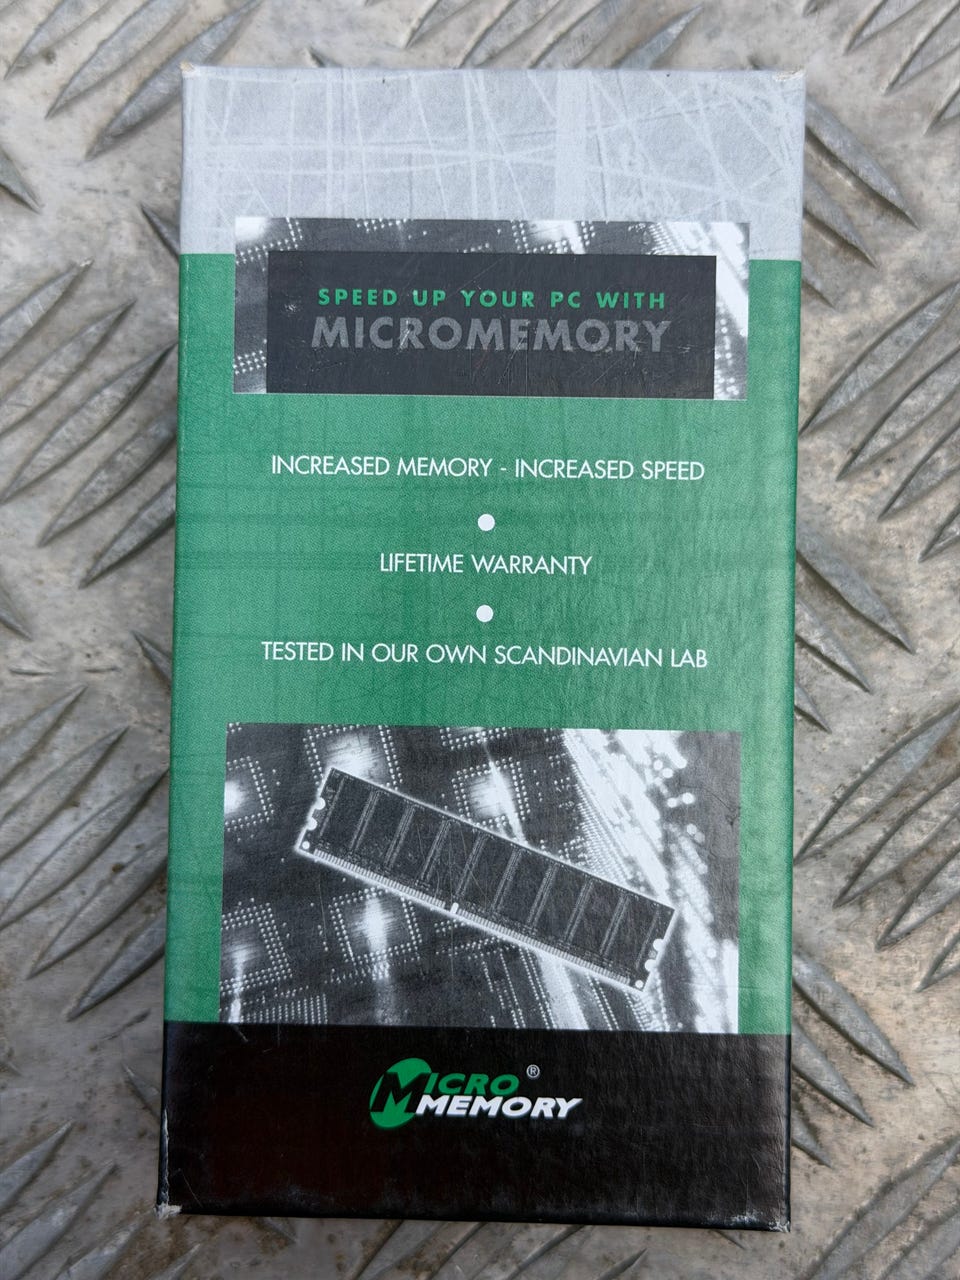 SPEED UP YOUR PC WITH
MICROMEMORY
INCREASED MEMORY - INCREASED SPEED
LIFETIME WARRANTY
TESTED IN OUR OWN SCANDINAVIAN LAB
MICRO ®
MEMORY